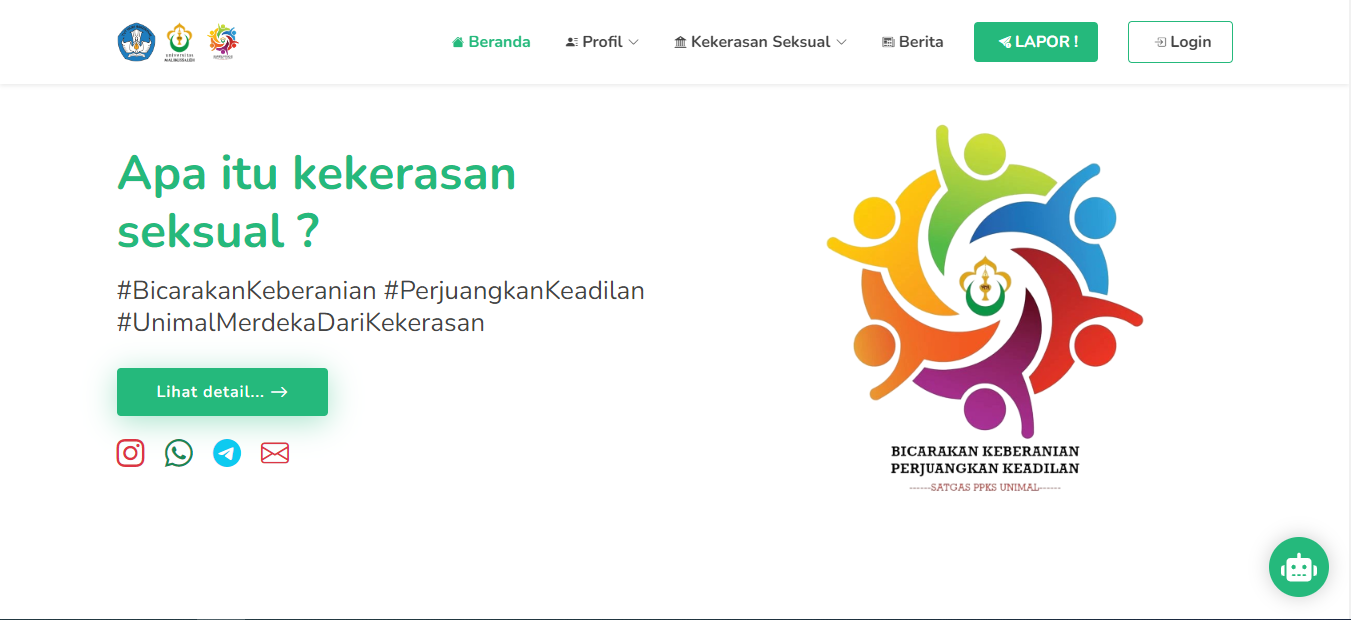 Beranda
Profil
Kekerasan Seksual
Berita
LAPOR !
Login
Apa itu kekerasan
seksual ?
#BicarakanKeberanian #PerjuangkanKeadilan
#UnimalMerdekaDariKekerasan
Lihat detail...
BICARAKAN KEBERANIAN
PERJUANGKAN KEADILAN
------SATGAS PPKS UNIMAL------